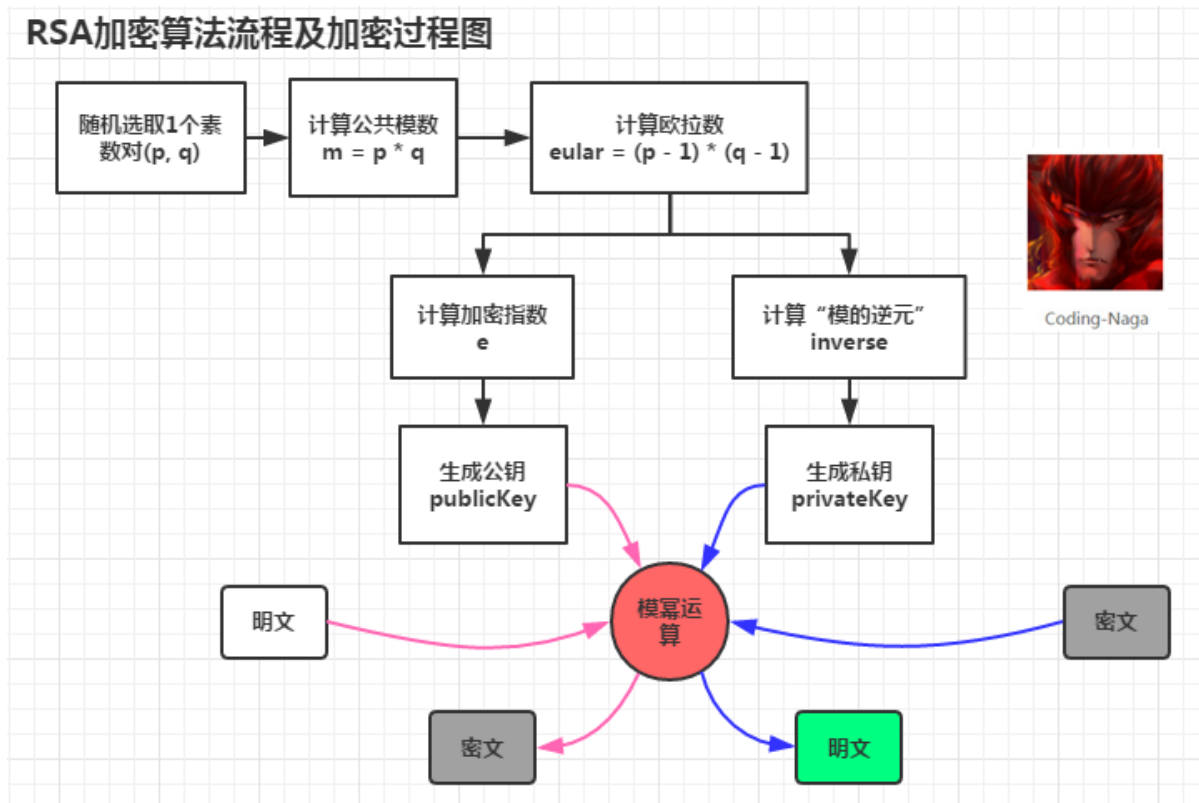 RSA加密算法流程及加密过程图
随机选取1个素
数对(p, q)
计算公共模数
m = p * q
计算欧拉数
eular = (p - 1) * (q - 1)
计算加密指数
e
计算“模的逆元”
inverse
Coding-Naga
生成公钥
publicKey
生成私钥
privateKey
明文
模幂运
算
密文
密文
明文